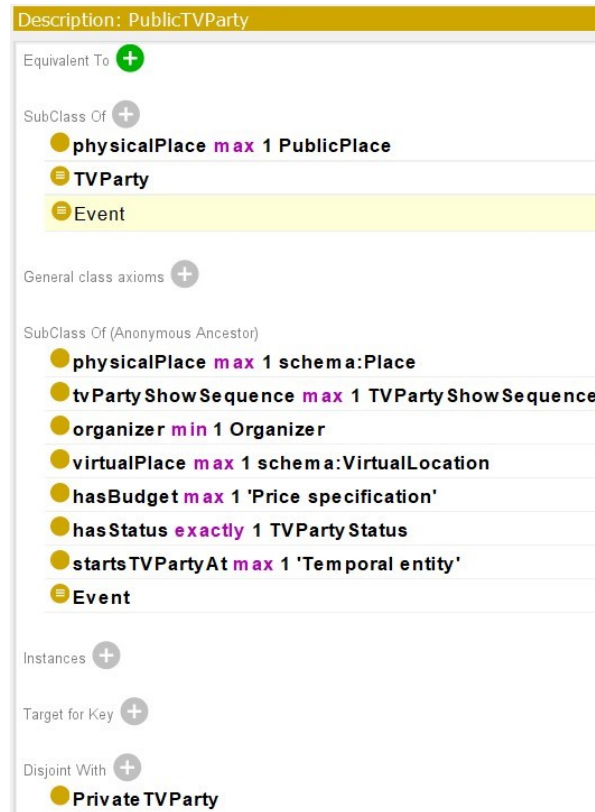 Description: PublicTVParty
Equivalent To
SubClass Of
physicalPlace max 1 PublicPlace
TVParty
Event
General class axioms
SubClass Of (Anonymous Ancestor)
physicalPlace max 1 schema:Place
tvPartyShowSequence max 1 TVPartyShowSequence
organizer min 1 Organizer
virtualPlace max 1 schema:VirtualLocation
hasBudget max 1 'Price specification'
hasStatus exactly 1 TVPartyStatus
startsTVPartyAt max 1 'Temporal entity'
Event
Instances
Target for Key
Disjoint With
PrivateTVParty